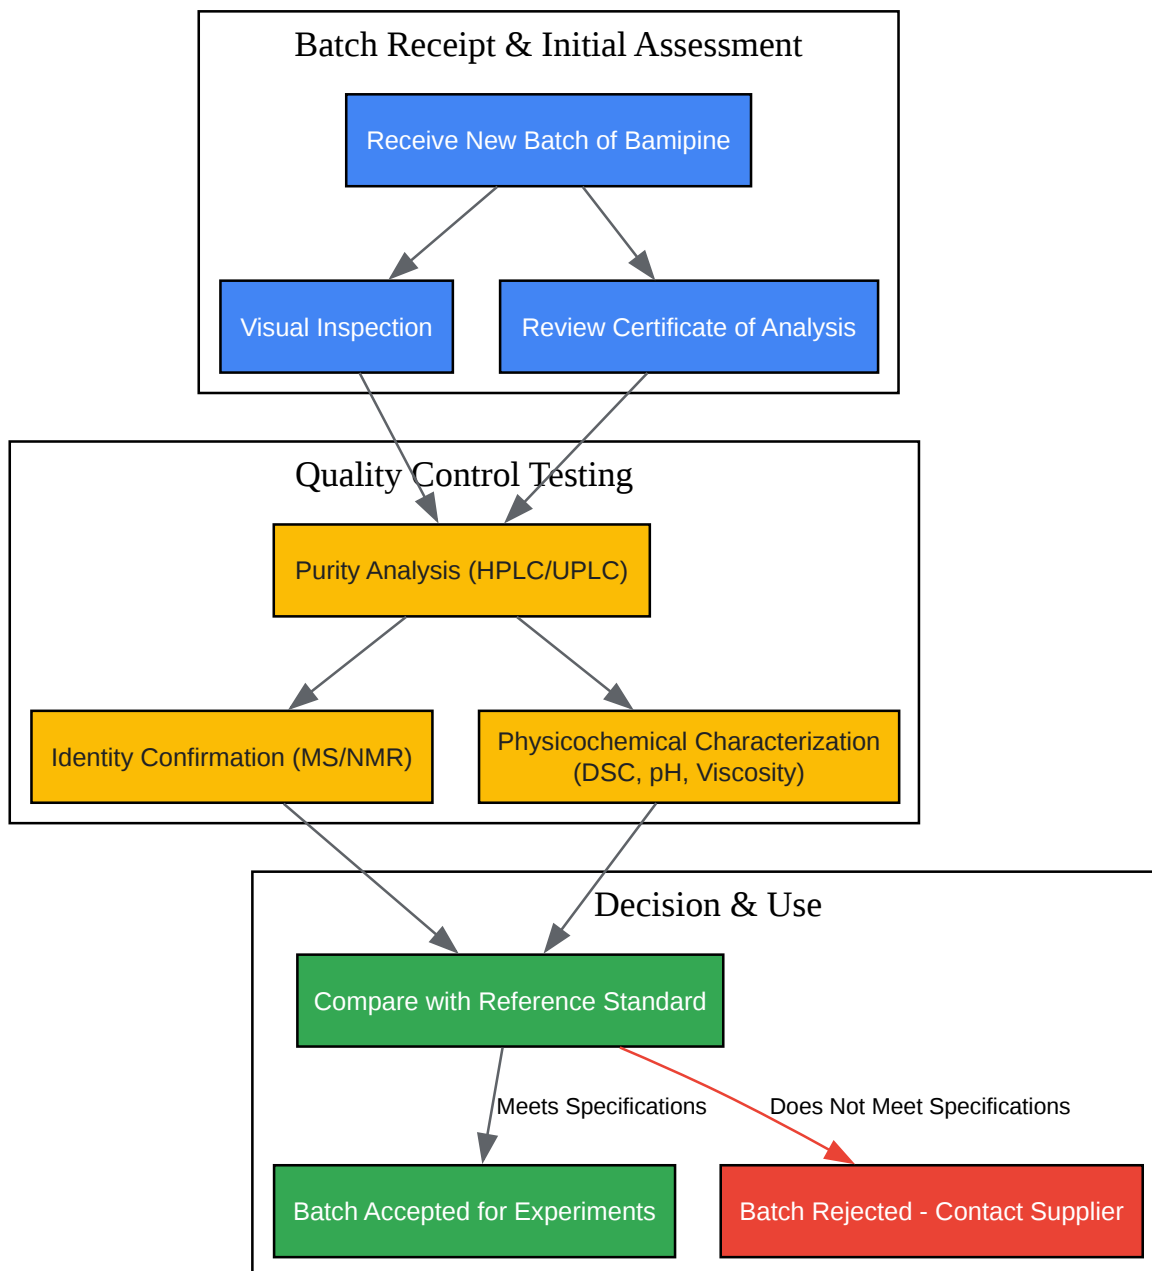 Batch Receipt & Initial Assessment
Receive New Batch of Bamipine
Visual Inspection
Review Certificate of Analysis
Quality Control Testing
Purity Analysis (HPLC/UPLC)
Identity Confirmation (MS/NMR)
Physicochemical Characterization
(DSC, pH, Viscosity)
Decision & Use
Compare with Reference Standard
Meets Specifications
Does Not Meet Specifications
Batch Accepted for Experiments
Batch Rejected - Contact Supplier